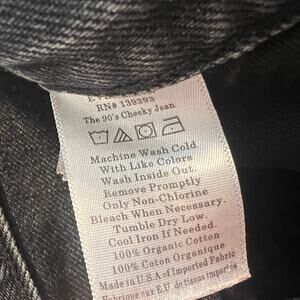 RN# 139393
The 90's Cheeky Jean
Machine Wash Cold
With Like Colors
Wash Inside Out.
Remove Promptly
Only Non-Chlorine
Bleach When Necessary.
Tumble Dry Low.
Cool Iron If Needed.
100% Organic Cotton
100% Coton Organique
Made in U.S.A of Imported Fabric